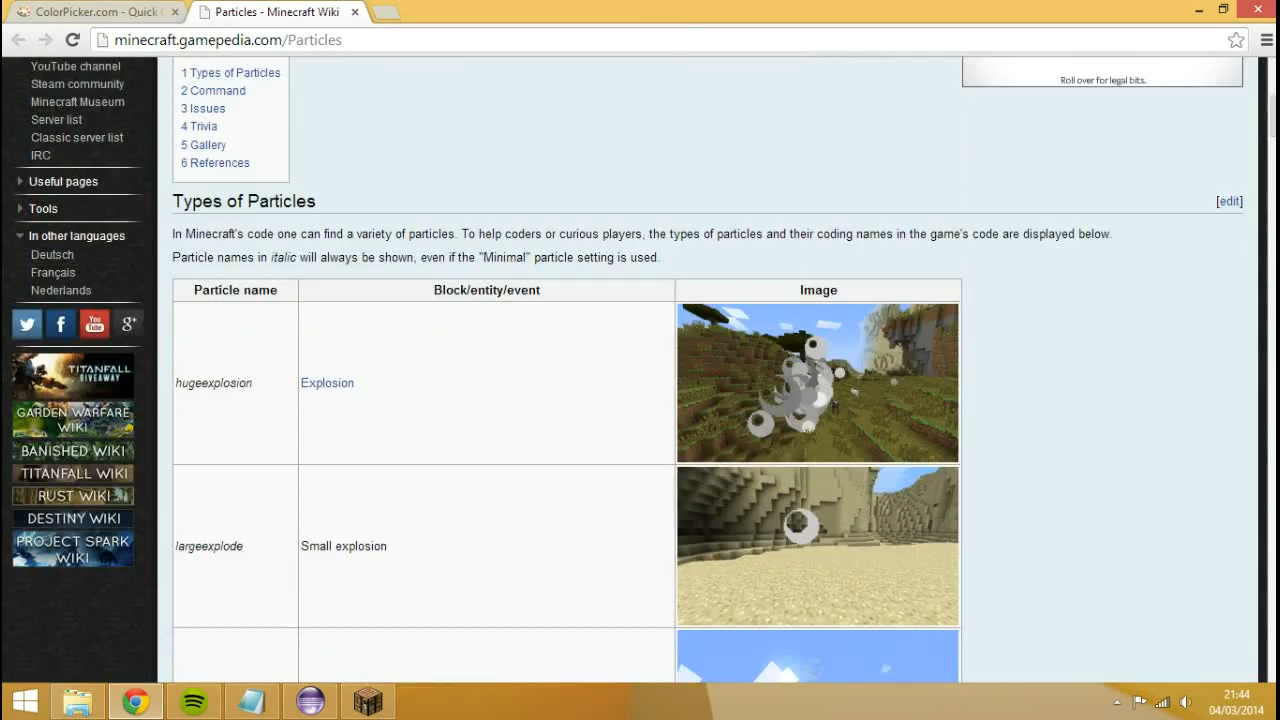 ColorPicker.com - Quick
Particles - Minecraft Wiki
minecraft.gamepedia.com/Particles
YouTube channel
Steam community
Minecraft Museum
Server list
Classic server list
IRC
Useful pages
Tools
In other languages
Deutsch
Français
Nederlands
TITANFALL
GIVEAWAY
GARDEN WARFARE
WIKI
BANISHED WIKI
TITANFALL WIKI
RUST WIKI
DESTINY WIKI
PROJECT SPARK
WIKI
1 Types of Particles
2 Command
3 Issues
4 Trivia
5 Gallery
6 References
Roll over for legal bits.
Types of Particles
[edit]
In Minecraft's code one can find a variety of particles. To help coders or curious players, the types of particles and their coding names in the game's code are displayed below.
Particle names in italic will always be shown, even if the "Minimal" particle setting is used.
Particle name Block/entity/event Image
hugeexplosion Explosion
largeexplode Small explosion
21:44
04/03/2014